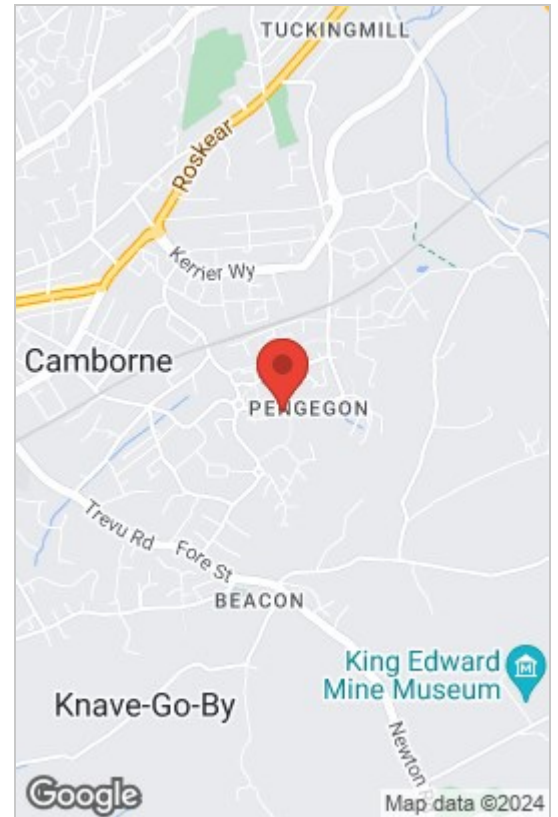 TUCKINGMILL
Roskear
Kerrier Wy
Camborne
PENGEGON
Trevu Rd
Fore St
BEACON
King Edward
Mine Museum
Knave-Go-By
Newton
Google
Map data ©2024